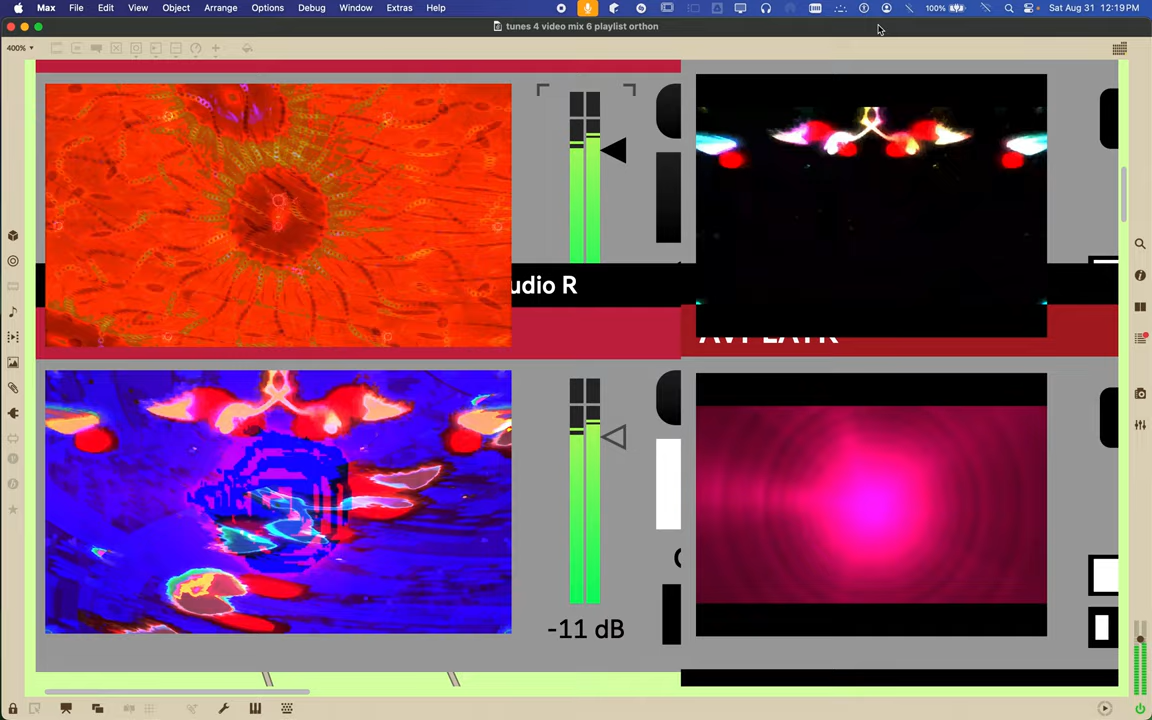 Max File Edit View Object Arrange Options Debug Window Extras Help
100% Sat Aug 31 12:19 PM
tunes 4 video mix 6 playlist orthon
400%
udio R
-11 dB